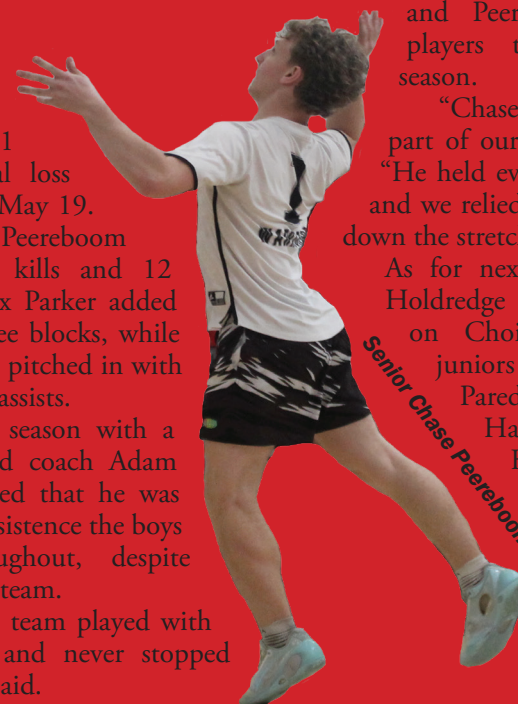 1
l loss
May 19.
Peereboom
kills and 12
x Parker added
ee blocks, while
pitched in with
assists.
season with a
d coach Adam
ed that he was
sistence the boys
ughout, despite
team.
team played with
and never stopped
aid.
and Peer
players t
season.
“Chase
part of our
“He held ev
and we relied
down the stretc
As for nex
Holdredge
on Choi
juniors
Pared
Ha
Senior Chase Peereboom
1